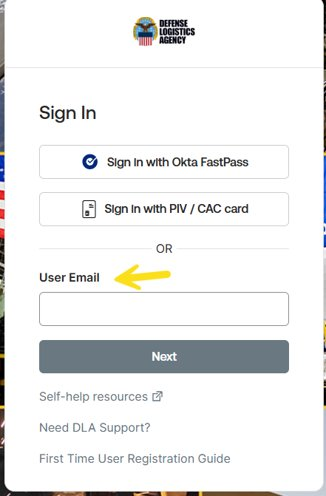 DEFENSE
LOGISTICS
AGENCY
Sign In
Sign in with Okta FastPass
Sign in with PIV / CAC card
OR
User Email
Next
Self-help resources
Need DLA Support?
First Time User Registration Guide